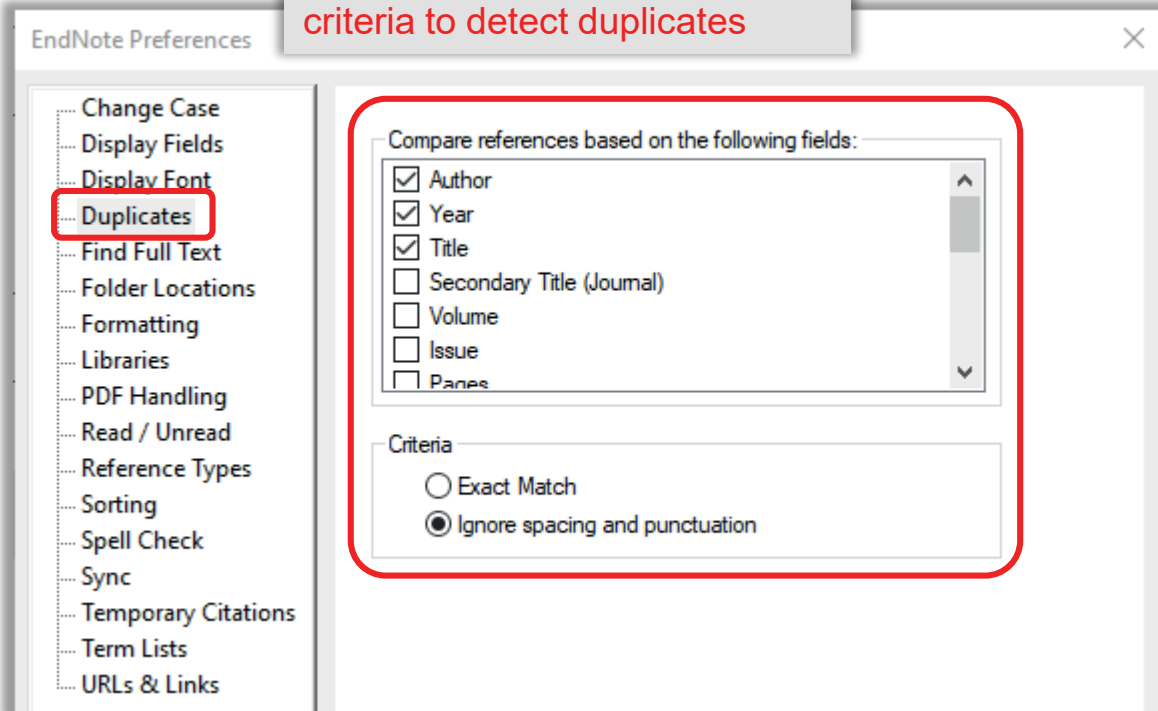 criteria to detect duplicates
EndNote Preferences
Change Case
Display Fields
Display Font
Duplicates
Find Full Text
Folder Locations
Formatting
Libraries
PDF Handling
Read / Unread
Reference Types
Sorting
Spell Check
Sync
Temporary Citations
Term Lists
URLs & Links
Compare references based on the following fields:
Author
Year
Title
Secondary Title (Journal)
Volume
Issue
Pages
Criteria
Exact Match
Ignore spacing and punctuation